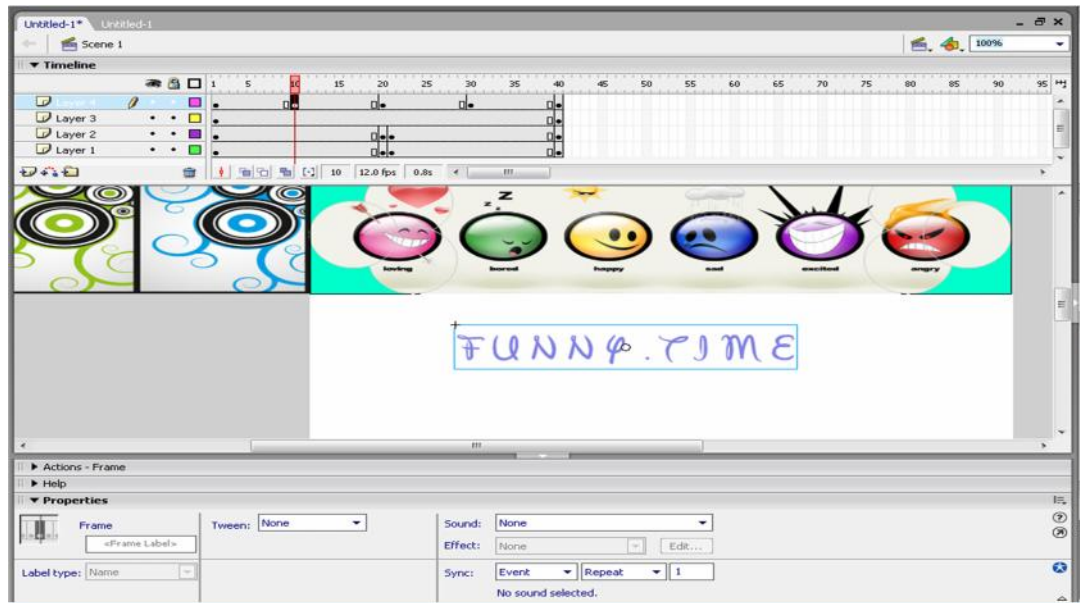 Untitled-1* Untitled-1
Scene 1 100%
Timeline
1 5 10 15 20 25 30 35 40 45 50 55 60 65 70 75 80 85 90 95
Layer 4
Layer 3
Layer 2
Layer 1
10 12.0 fps 0.8s
z z Z
loving bored happy sad excited angry
FUNNY.TIME
Actions - Frame
Help
Properties
Frame Tween: None Sound: None
<Frame Label> Effect: None Edit...
Label type: Name Sync: Event Repeat 1
No sound selected.